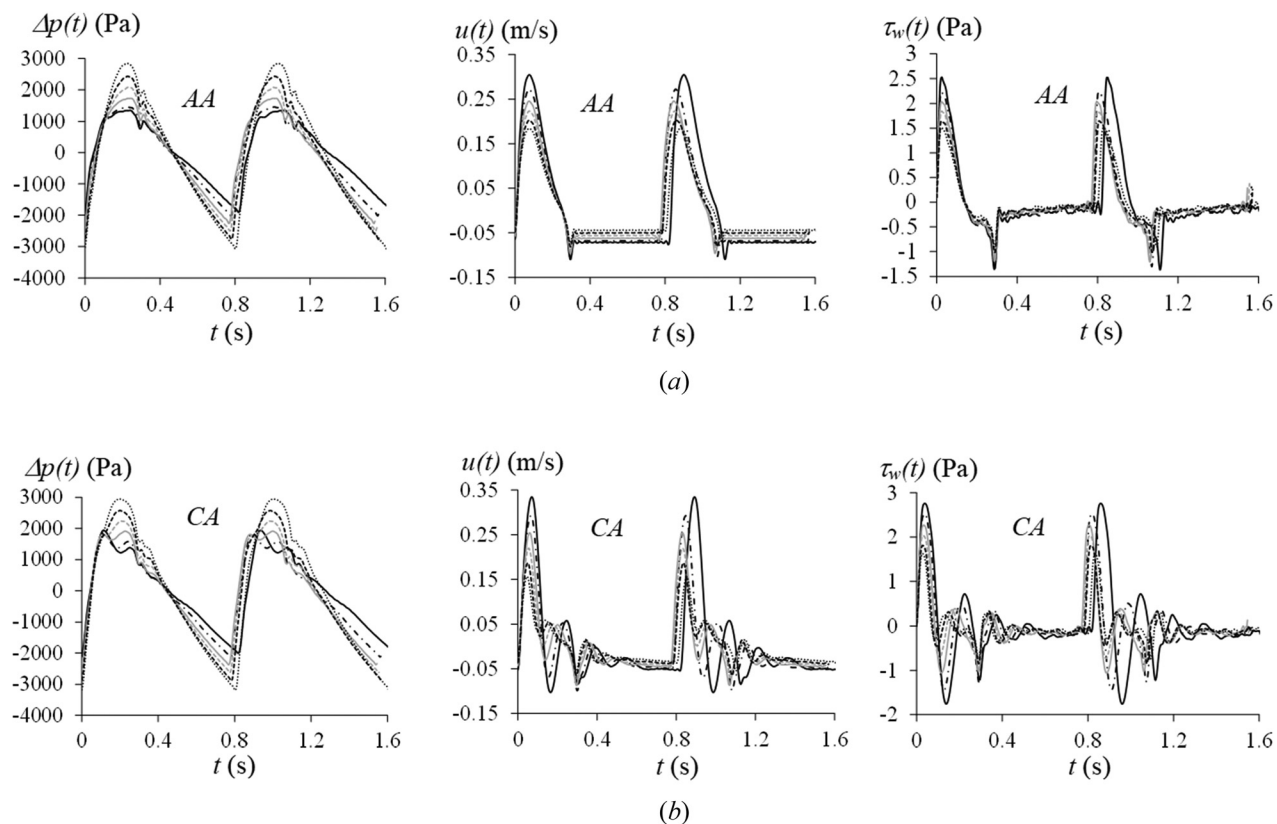 Δp(t) (Pa) u(t) (m/s) τw(t) (Pa)
3000 0.35 3
2000 0.25 2.5
1000 0.15 2
0 0.05 1.5
-1000 -0.05 1
-2000 -0.15 0.5
-3000 0
-4000 -0.5
-1
-1.5
AA AA AA
0 0.4 0.8 1.2 1.6 0 0.4 0.8 1.2 1.6 0 0.4 0.8 1.2 1.6
t (s) t (s) t (s)
(a)
Δp(t) (Pa) u(t) (m/s) τw(t) (Pa)
3000 0.35 3
2000 0.25 2
1000 0.15 1
0 0.05 0
-1000 -0.05 -1
-2000 -0.15 -2
-3000
-4000
CA CA CA
0 0.4 0.8 1.2 1.6 0 0.4 0.8 1.2 1.6 0 0.4 0.8 1.2 1.6
t (s) t (s) t (s)
(b)